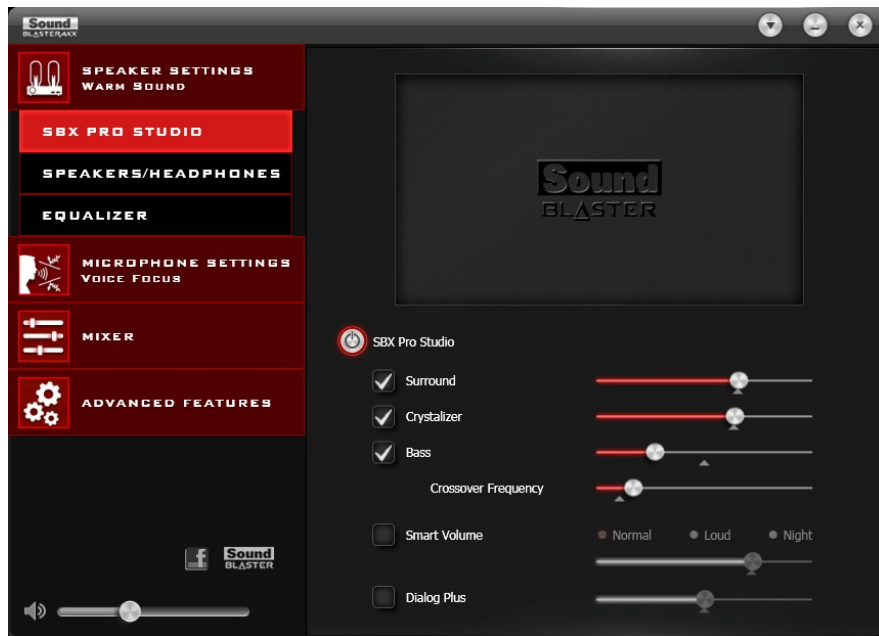 Sound
BLASTERAXX
SPEAKER SETTINGS
WARM SOUND
SBX PRO STUDIO
SPEAKERS/HEADPHONES
EQUALIZER
MICROPHONE SETTINGS
VOICE FOCUS
MIXER
ADVANCED FEATURES
f Sound
BLASTER
Sound
BLASTER
SBX Pro Studio
Surround
Crystalizer
Bass
Crossover Frequency
Smart Volume
Normal Loud Night
Dialog Plus